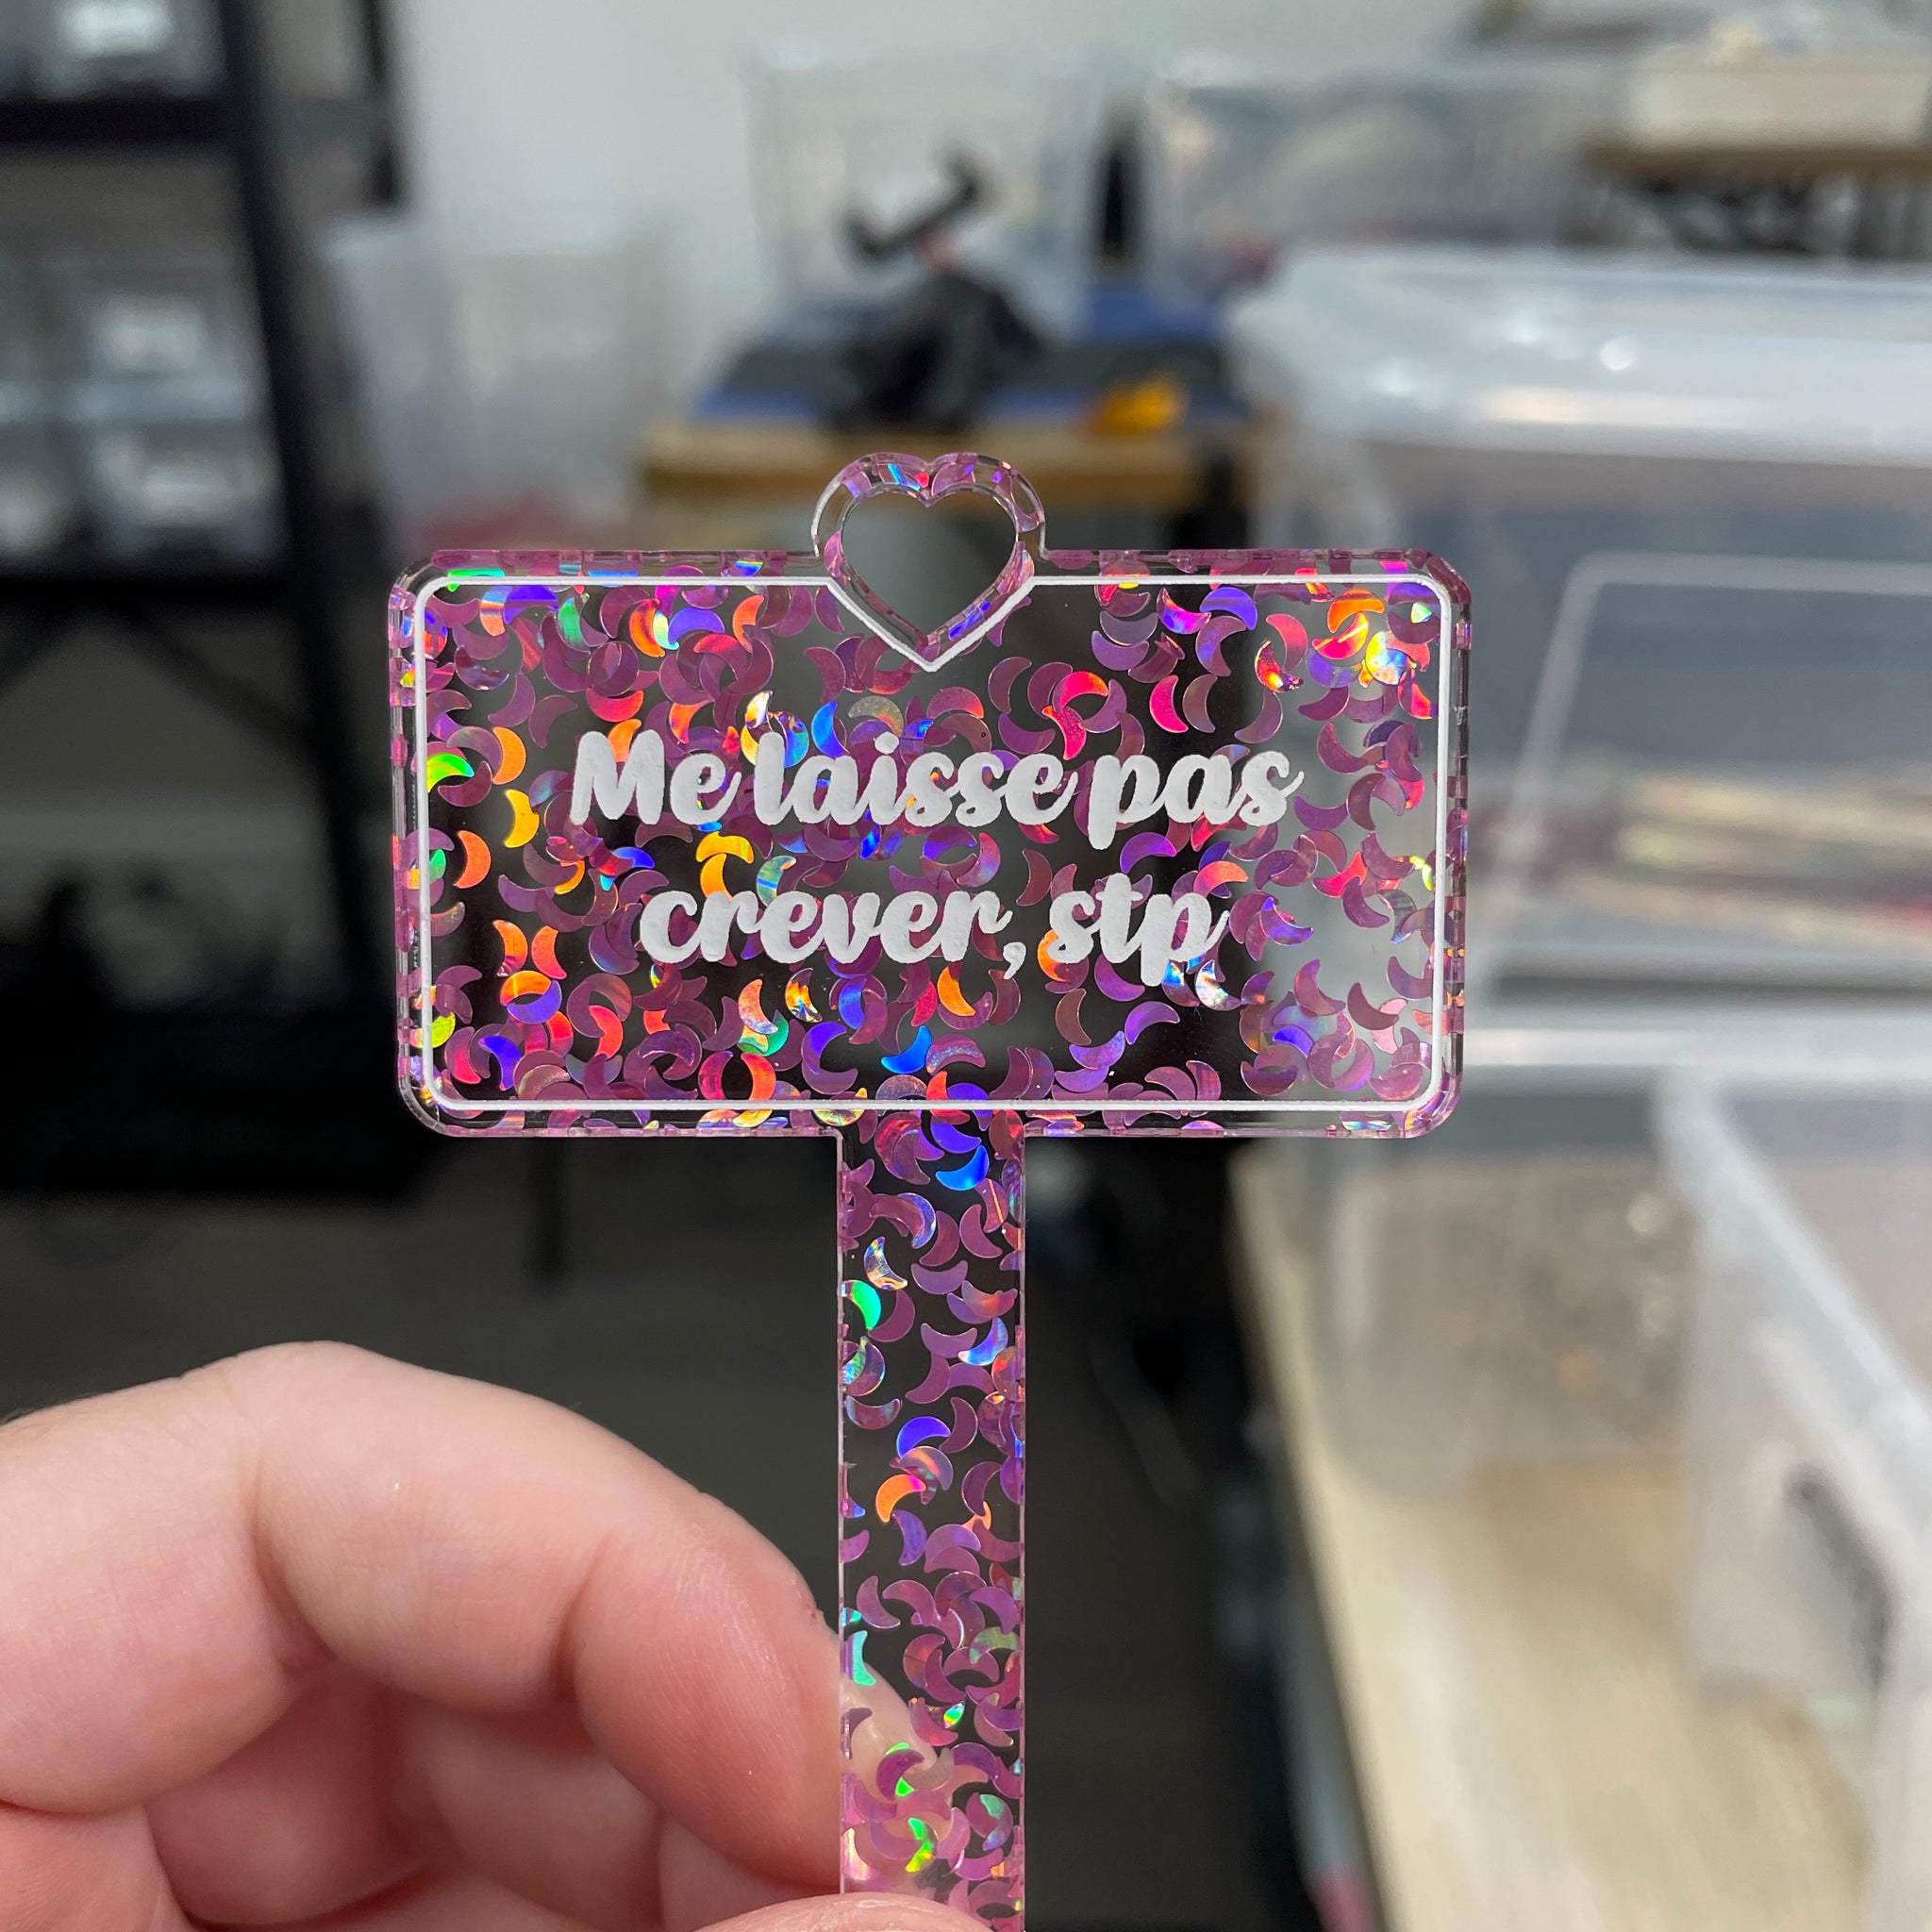 Me laisse pas
crever, stp